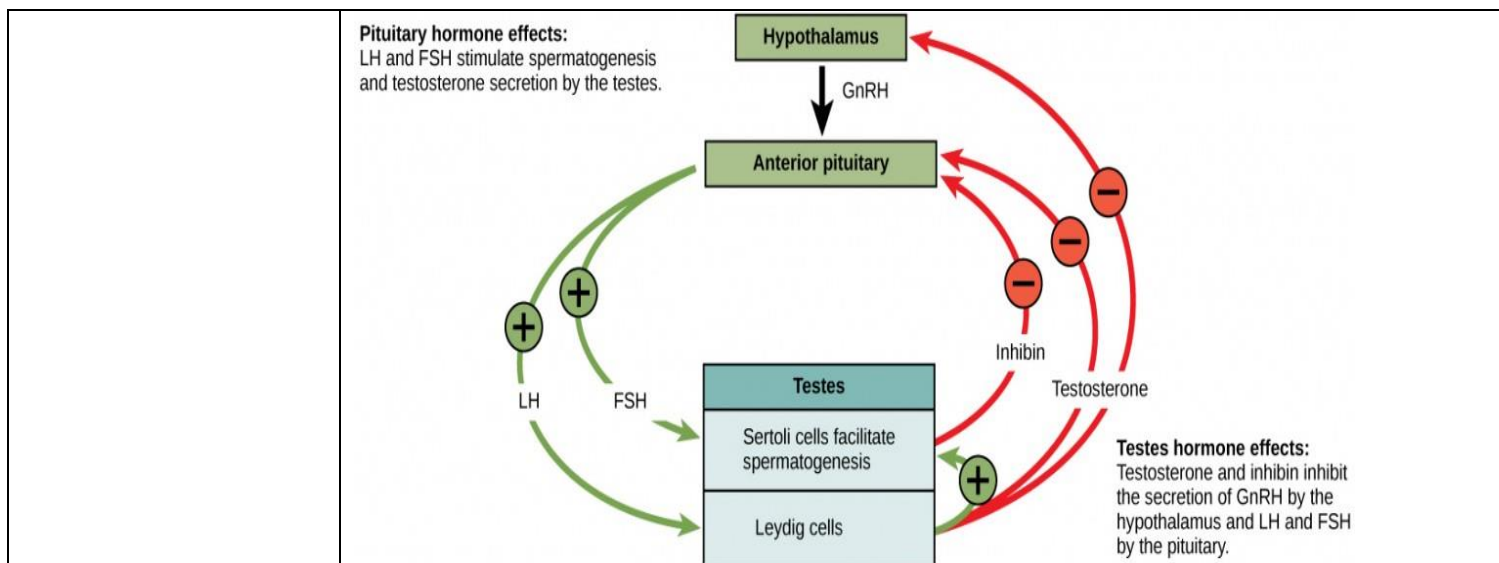 Pituitary hormone effects:
LH and FSH stimulate spermatogenesis
and testosterone secretion by the testes.
Hypothalamus
GnRH
Anterior pituitary
+
+
−
−
−
LH
FSH
Inhibin
Testosterone
Testes
Sertoli cells facilitate
spermatogenesis
+
Leydig cells
Testes hormone effects:
Testosterone and inhibin inhibit
the secretion of GnRH by the
hypothalamus and LH and FSH
by the pituitary.